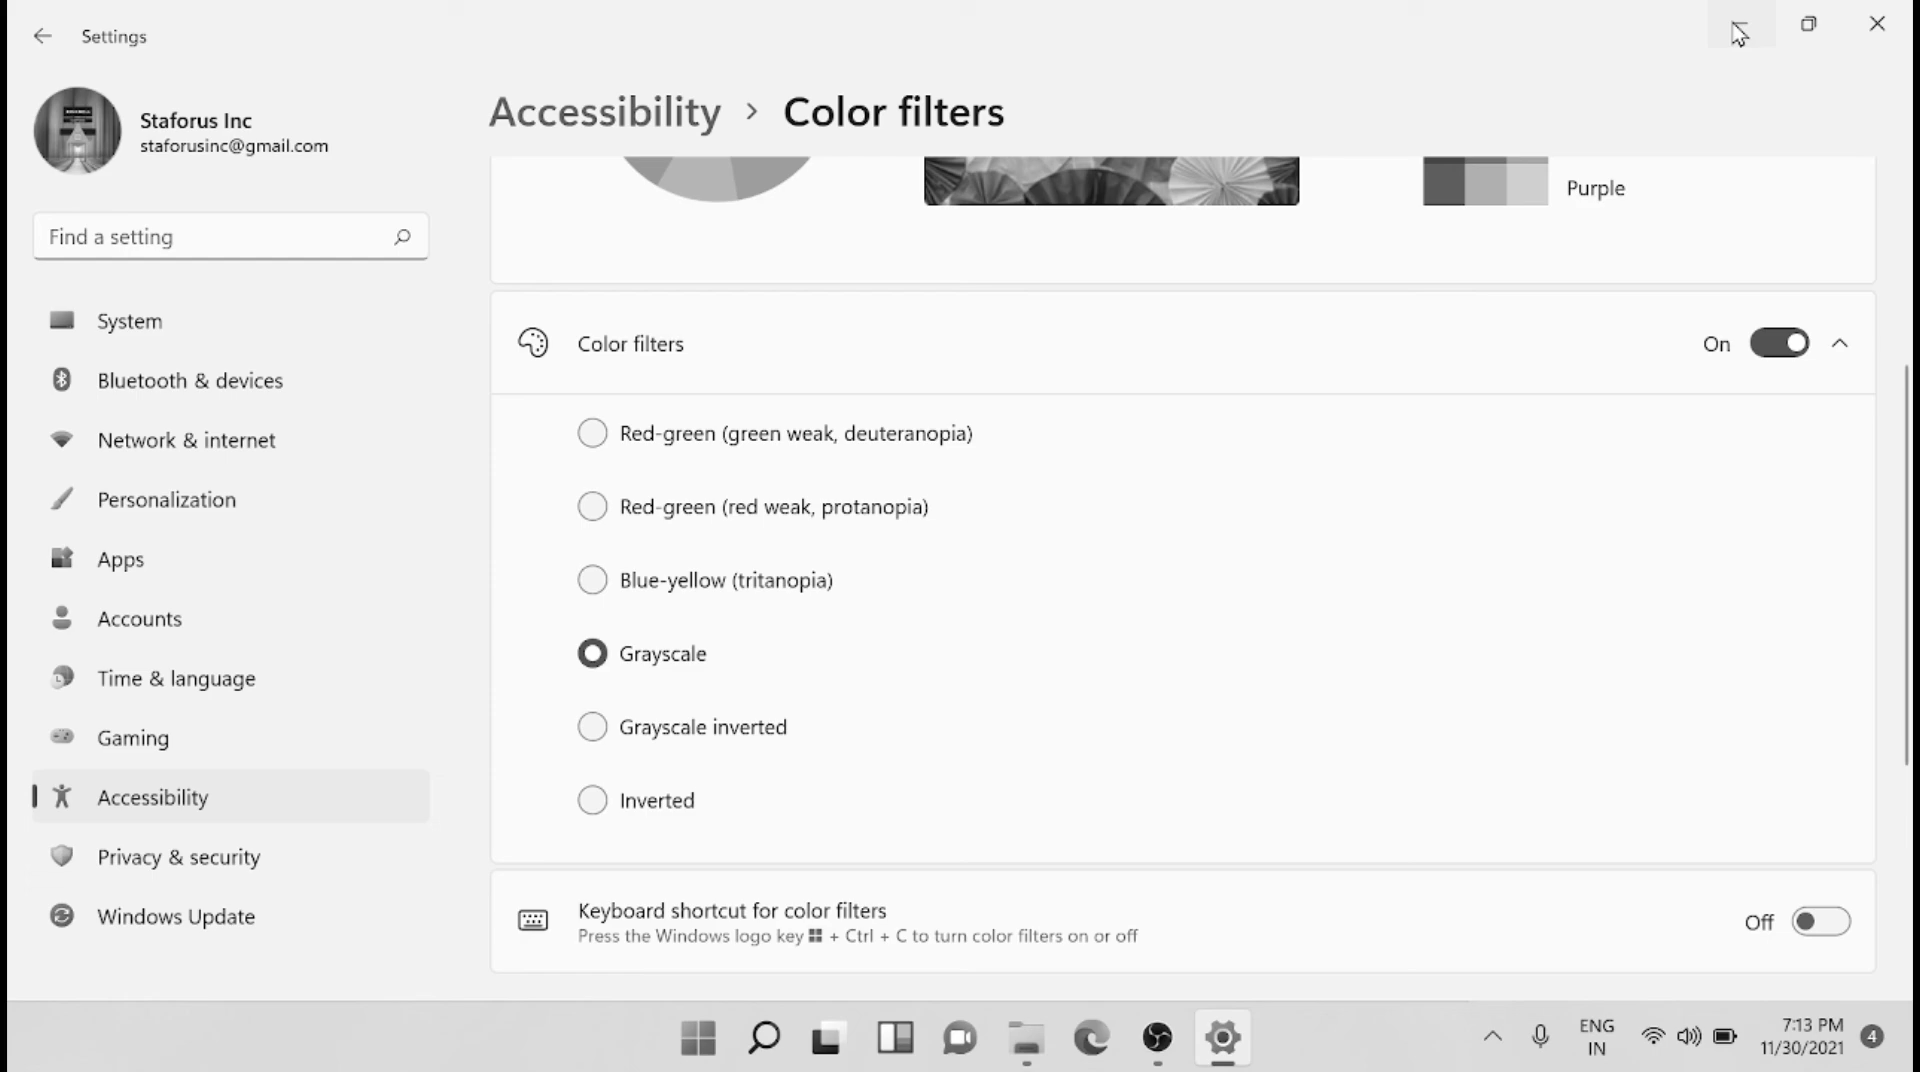 Settings
Staforus Inc
staforusinc@gmail.com
Find a setting
System
Bluetooth & devices
Network & internet
Personalization
Apps
Accounts
Time & language
Gaming
Accessibility
Privacy & security
Windows Update
Accessibility > Color filters
Purple
Color filters
On
Red-green (green weak, deuteranopia)
Red-green (red weak, protanopia)
Blue-yellow (tritanopia)
Grayscale
Grayscale inverted
Inverted
Keyboard shortcut for color filters
Press the Windows logo key + Ctrl + C to turn color filters on or off
Off
ENG
IN
7:13 PM
11/30/2021
4